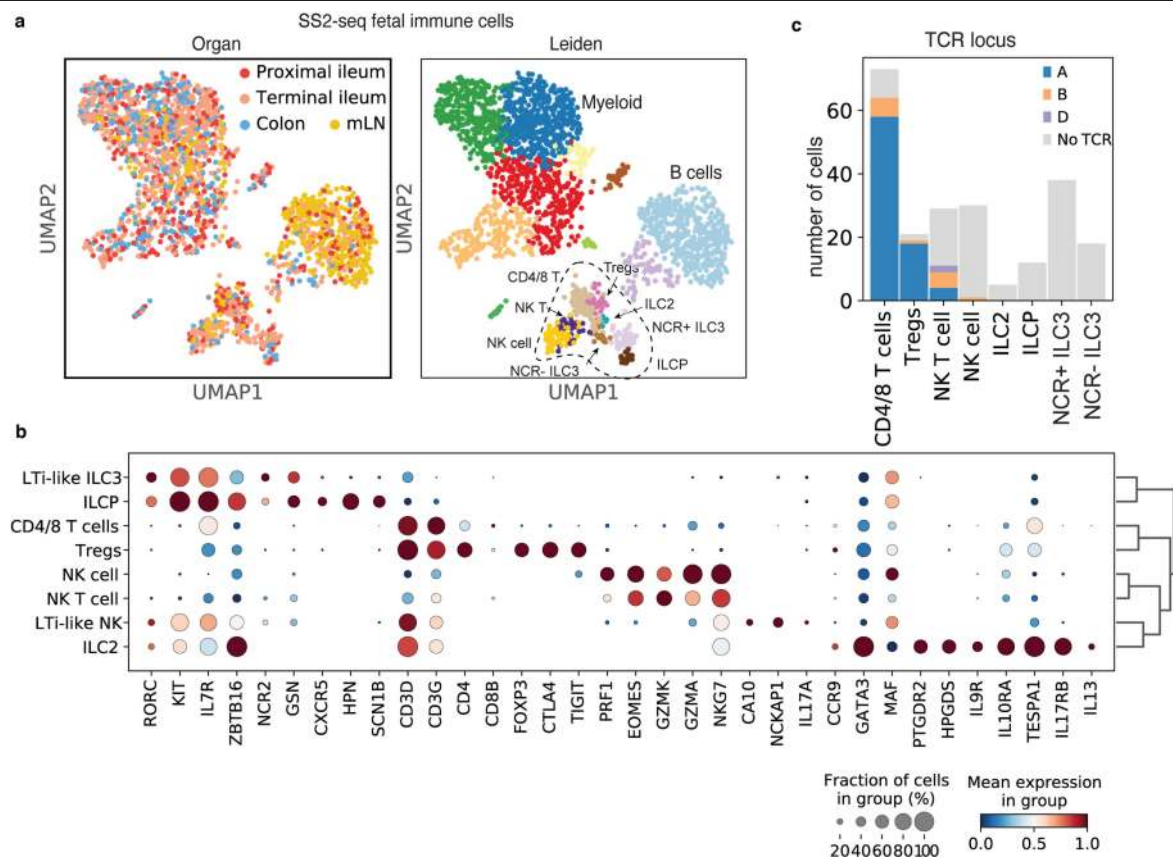 a
SS2-seq fetal immune cells
Organ
Proximal ileum
Terminal ileum
Colon
mLN
UMAP2
UMAP1
Leiden
Myeloid
B cells
CD4/8 T
Tregs
NK T
ILC2
NK cell
NCR+ ILC3
NCR- ILC3
ILCP
UMAP2
UMAP1
c
TCR locus
A
B
D
No TCR
number of cells
60
40
20
0
CD4/8 T cells
Tregs
NK T cell
NK cell
ILC2
ILCP
NCR+ ILC3
NCR- ILC3
b
LTi-like ILC3
ILCP
CD4/8 T cells
Tregs
NK cell
NK T cell
LTi-like NK
ILC2
RORC
KIT
IL7R
ZBTB16
NCR2
GSN
CXCR5
HPN
SCN1B
CD3D
CD3G
CD4
CD8B
FOXP3
CTLA4
TIGIT
PRF1
EOMES
GZMK
GZMA
NKG7
CA10
NCKAP1
IL17A
CCR9
GATA3
MAF
PTGDR2
HPGDS
IL9R
IL10RA
TESPA1
IL17RB
IL13
Fraction of cells
in group (%)
20 40 60 80 100
Mean expression
in group
0.0 0.5 1.0